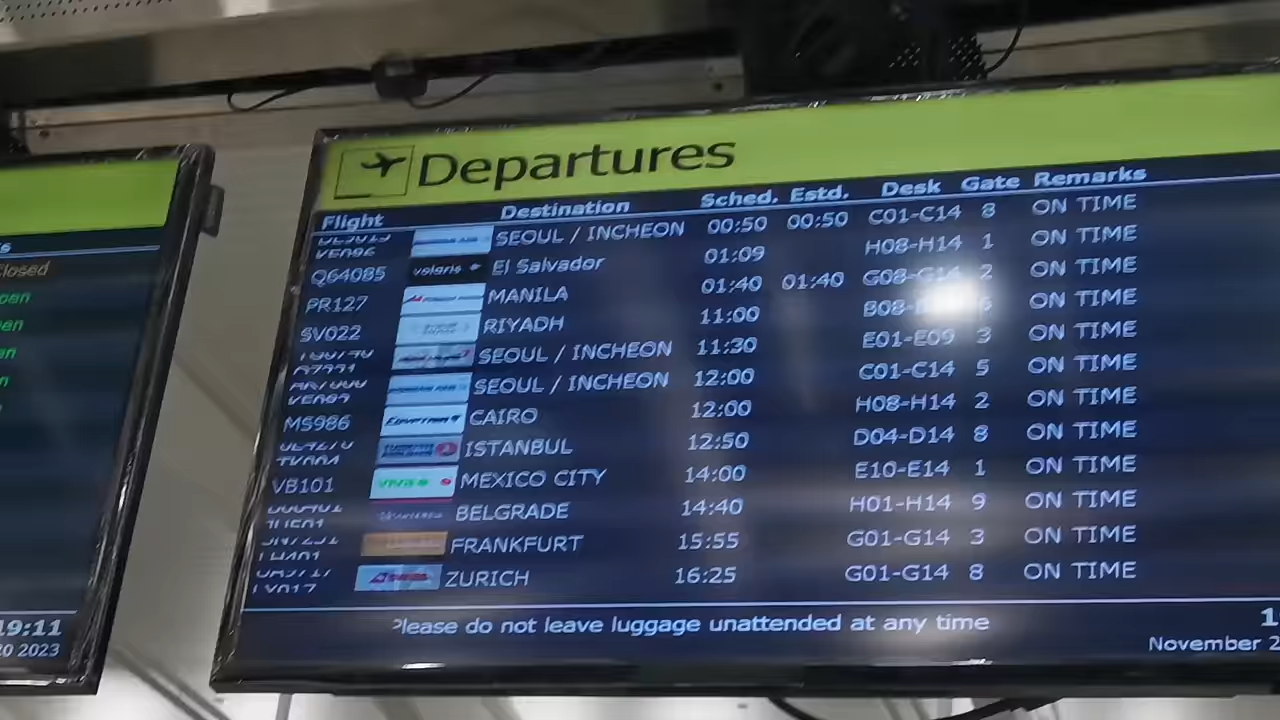 Closed
19:11
20 2023
Departures
Flight Destination Sched. Estd. Desk Gate Remarks
SEOUL / INCHEON 00:50 00:50 C01-C14 8 ON TIME
Q64085 volaris El Salvador 01:09 H08-H14 1 ON TIME
PR127 MANILA 01:40 01:40 G08-G14 2 ON TIME
SV022 RIYADH 11:00 ON TIME
SEOUL / INCHEON 11:30 E01-E09 3 ON TIME
SEOUL / INCHEON 12:00 C01-C14 5 ON TIME
MS986 EGYPTAIR CAIRO 12:00 H08-H14 2 ON TIME
ISTANBUL 12:50 D04-D14 8 ON TIME
VB101 viva MEXICO CITY 14:00 E10-E14 1 ON TIME
BELGRADE 14:40 H01-H14 9 ON TIME
FRANKFURT 15:55 G01-G14 3 ON TIME
ZURICH 16:25 G01-G14 8 ON TIME
Please do not leave luggage unattended at any time
November